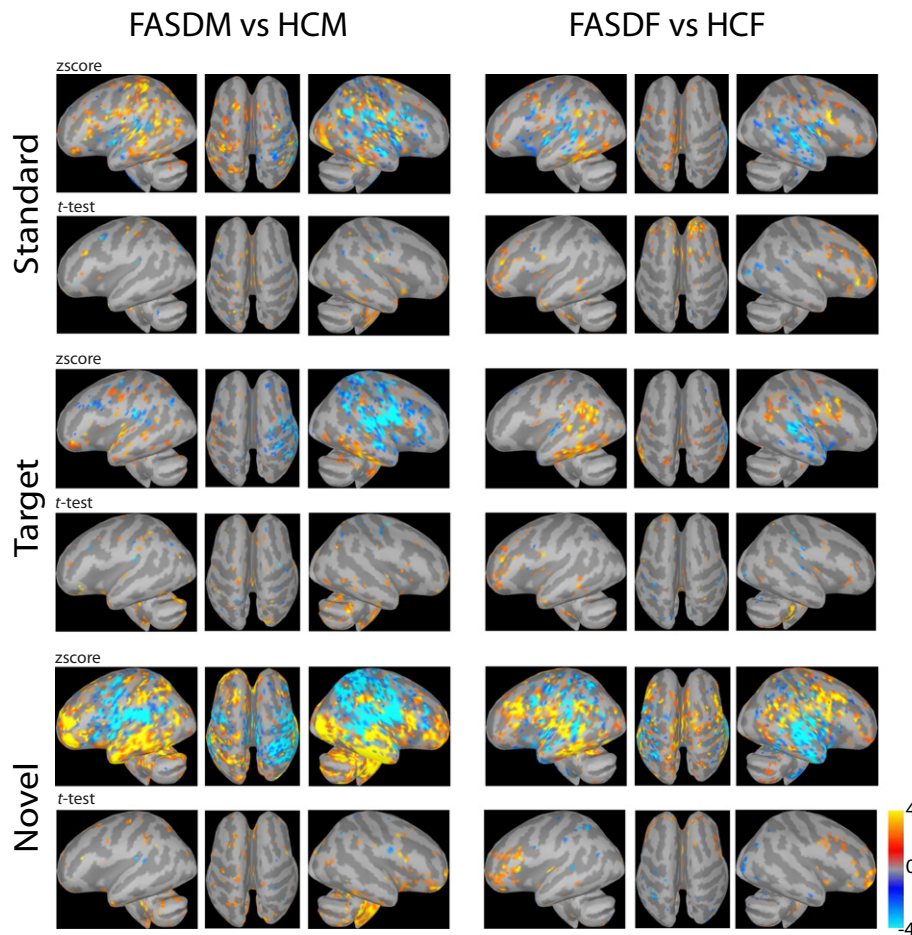 FASDM vs HCM
FASDF vs HCF
Standard
zscore
t-test
Target
zscore
t-test
Novel
zscore
t-test
4
0
-4